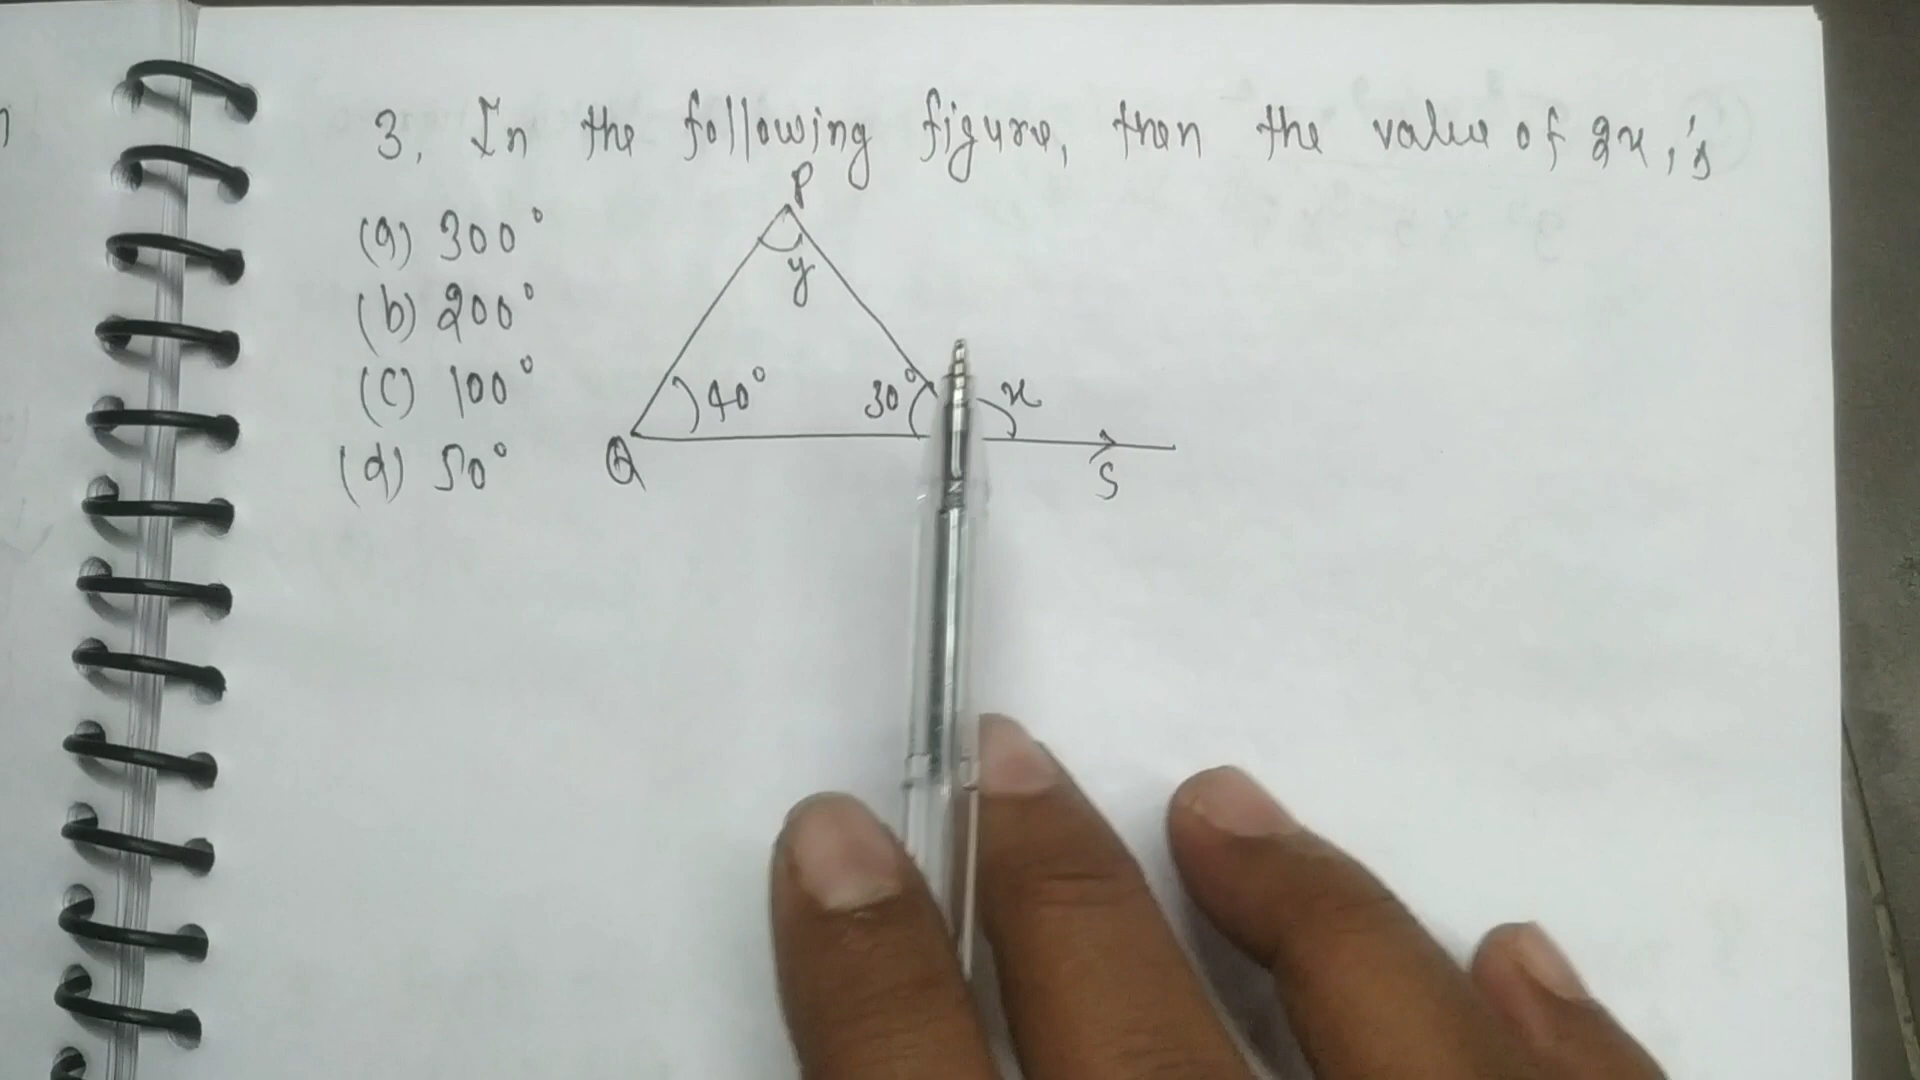 3. In the following figure, then the value of 2x, is
(a) 300°
(b) 200°
(c) 100°
(d) 50°
P
y
40°
30°
x
Q
S